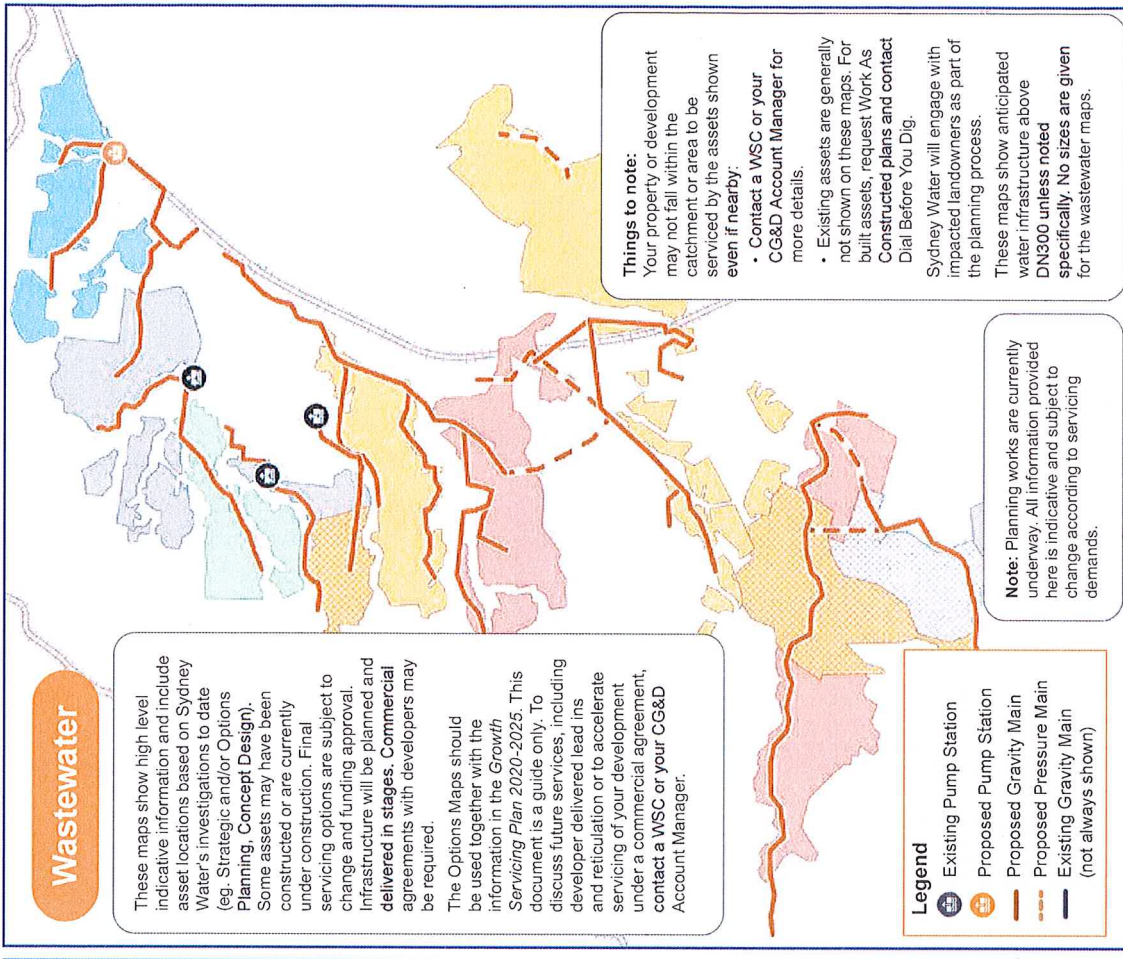 Wastewater
These maps show high level
indicative information and include
asset locations based on Sydney
Water's investigations to date
(eg. Strategic and/or Options
Planning, Concept Design).
Some assets may have been
constructed or are currently
under construction. Final
servicing options are subject to
change and funding approval.
Infrastructure will be planned and
delivered in stages. Commercial
agreements with developers may
be required.
The Options Maps should
be used together with the
information in the Growth
Servicing Plan 2020-2025. This
document is a guide only. To
discuss future services, including
developer delivered lead ins
and reticulation or to accelerate
servicing of your development
under a commercial agreement,
contact a WSC or your CG&D
Account Manager.
Legend
Existing Pump Station
Proposed Pump Station
Proposed Gravity Main
Proposed Pressure Main
Existing Gravity Main
(not always shown)
Note: Planning works are currently
underway. All information provided
here is indicative and subject to
change according to servicing
demands.
Things to note:
Your property or development
may not fall within the
catchment or area to be
serviced by the assets shown
even if nearby:
• Contact a WSC or your
CG&D Account Manager for
more details.
• Existing assets are generally
not shown on these maps. For
built assets, request Work As
Constructed plans and contact
Dial Before You Dig.
Sydney Water will engage with
impacted landowners as part of
the planning process.
These maps show anticipated
water infrastructure above
DN300 unless noted
specifically. No sizes are given
for the wastewater maps.